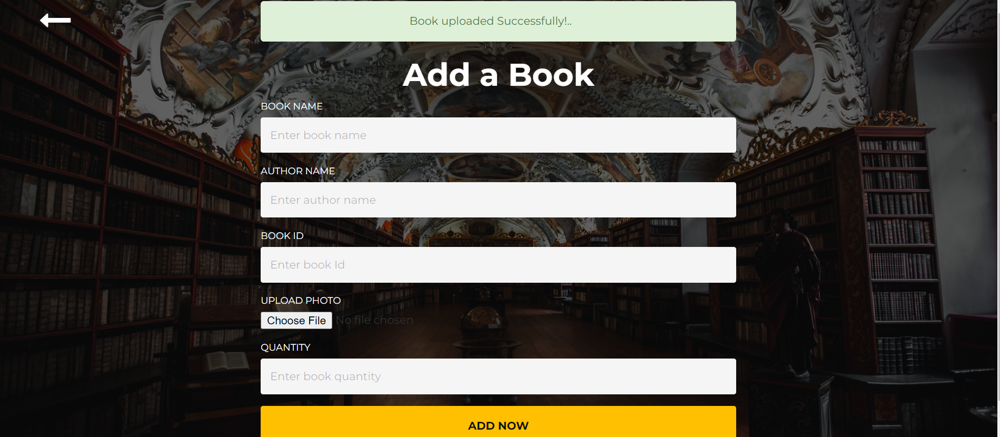 Book uploaded Successfully!..
Add a Book
BOOK NAME
Enter book name
AUTHOR NAME
Enter author name
BOOK ID
Enter book Id
UPLOAD PHOTO
Choose File No file chosen
QUANTITY
Enter book quantity
ADD NOW